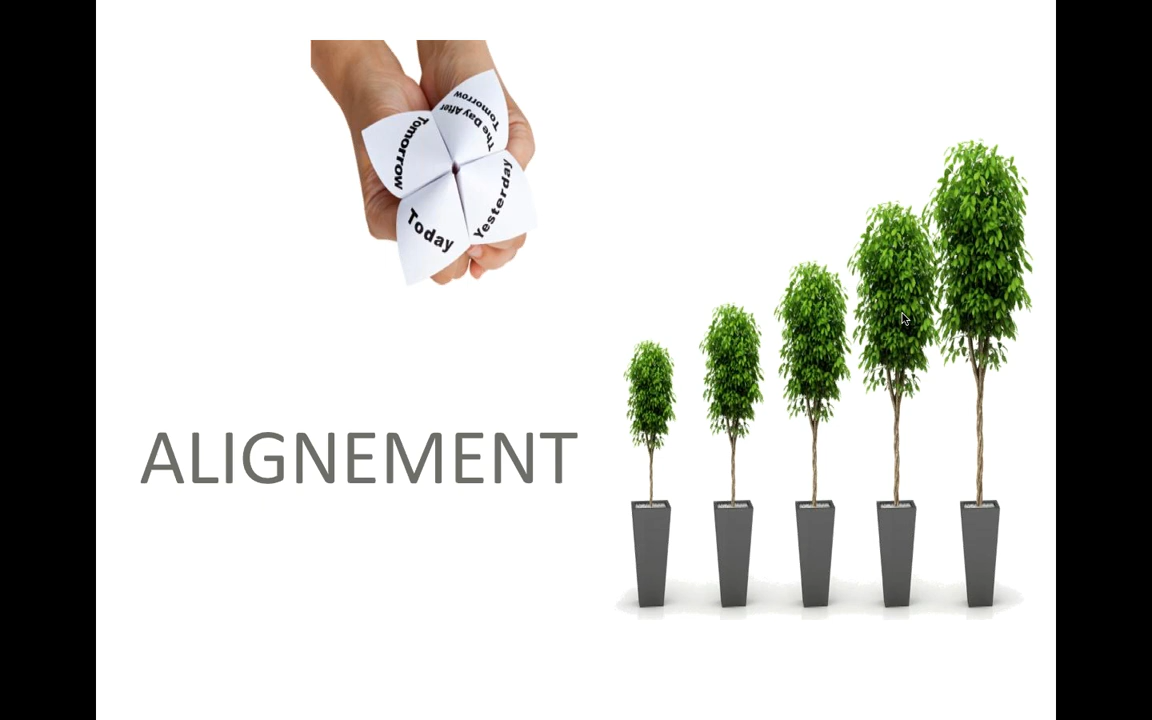 Tomorrow
The Day After
Tomorrow
Today
Yesterday
ALIGNEMENT